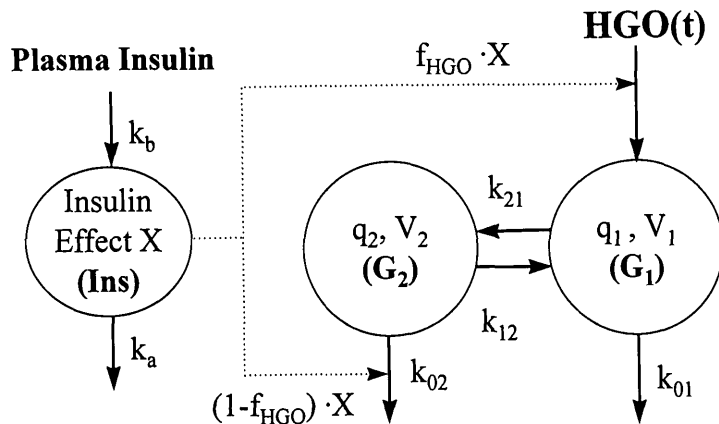 HGO(t)
Plasma Insulin
f_HGO · X
k_b
Insulin
Effect X
(Ins)
k_21
q_2, V_2
(G_2)
q_1, V_1
(G_1)
k_12
k_a
k_02
k_01
(1-f_HGO) · X